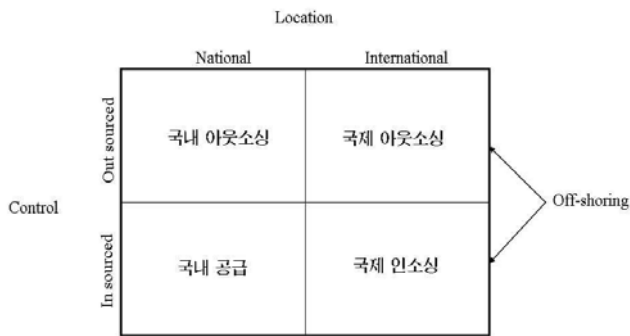 Location
National International
Out sourced
국내 아웃소싱 국제 아웃소싱
Control
Off-shoring
In sourced
국내 공급 국제 인소싱